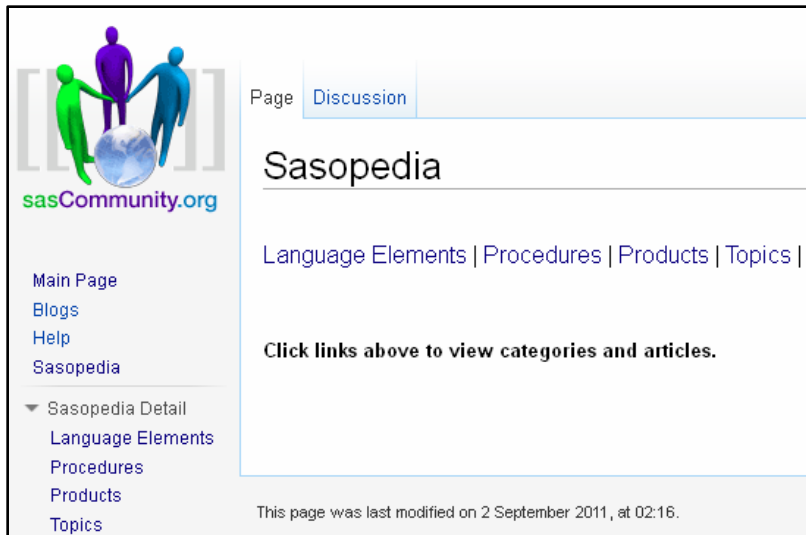 sasCommunity.org
Main Page
Blogs
Help
Sasopedia
Sasopedia Detail
Language Elements
Procedures
Products
Topics
Page Discussion
Sasopedia
Language Elements | Procedures | Products | Topics |
Click links above to view categories and articles.
This page was last modified on 2 September 2011, at 02:16.